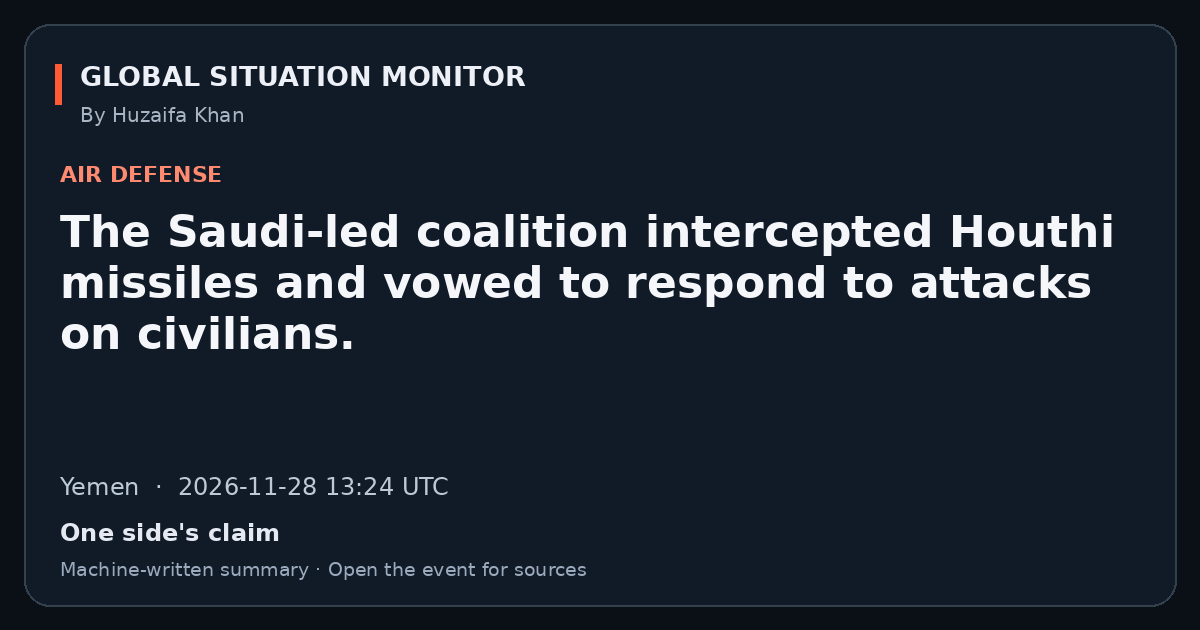 GLOBAL SITUATION MONITOR
By Huzaifa Khan
AIR DEFENSE
The Saudi-led coalition intercepted Houthi
missiles and vowed to respond to attacks
on civilians.
Yemen · 2026-11-28 13:24 UTC
One side's claim
Machine-written summary · Open the event for sources